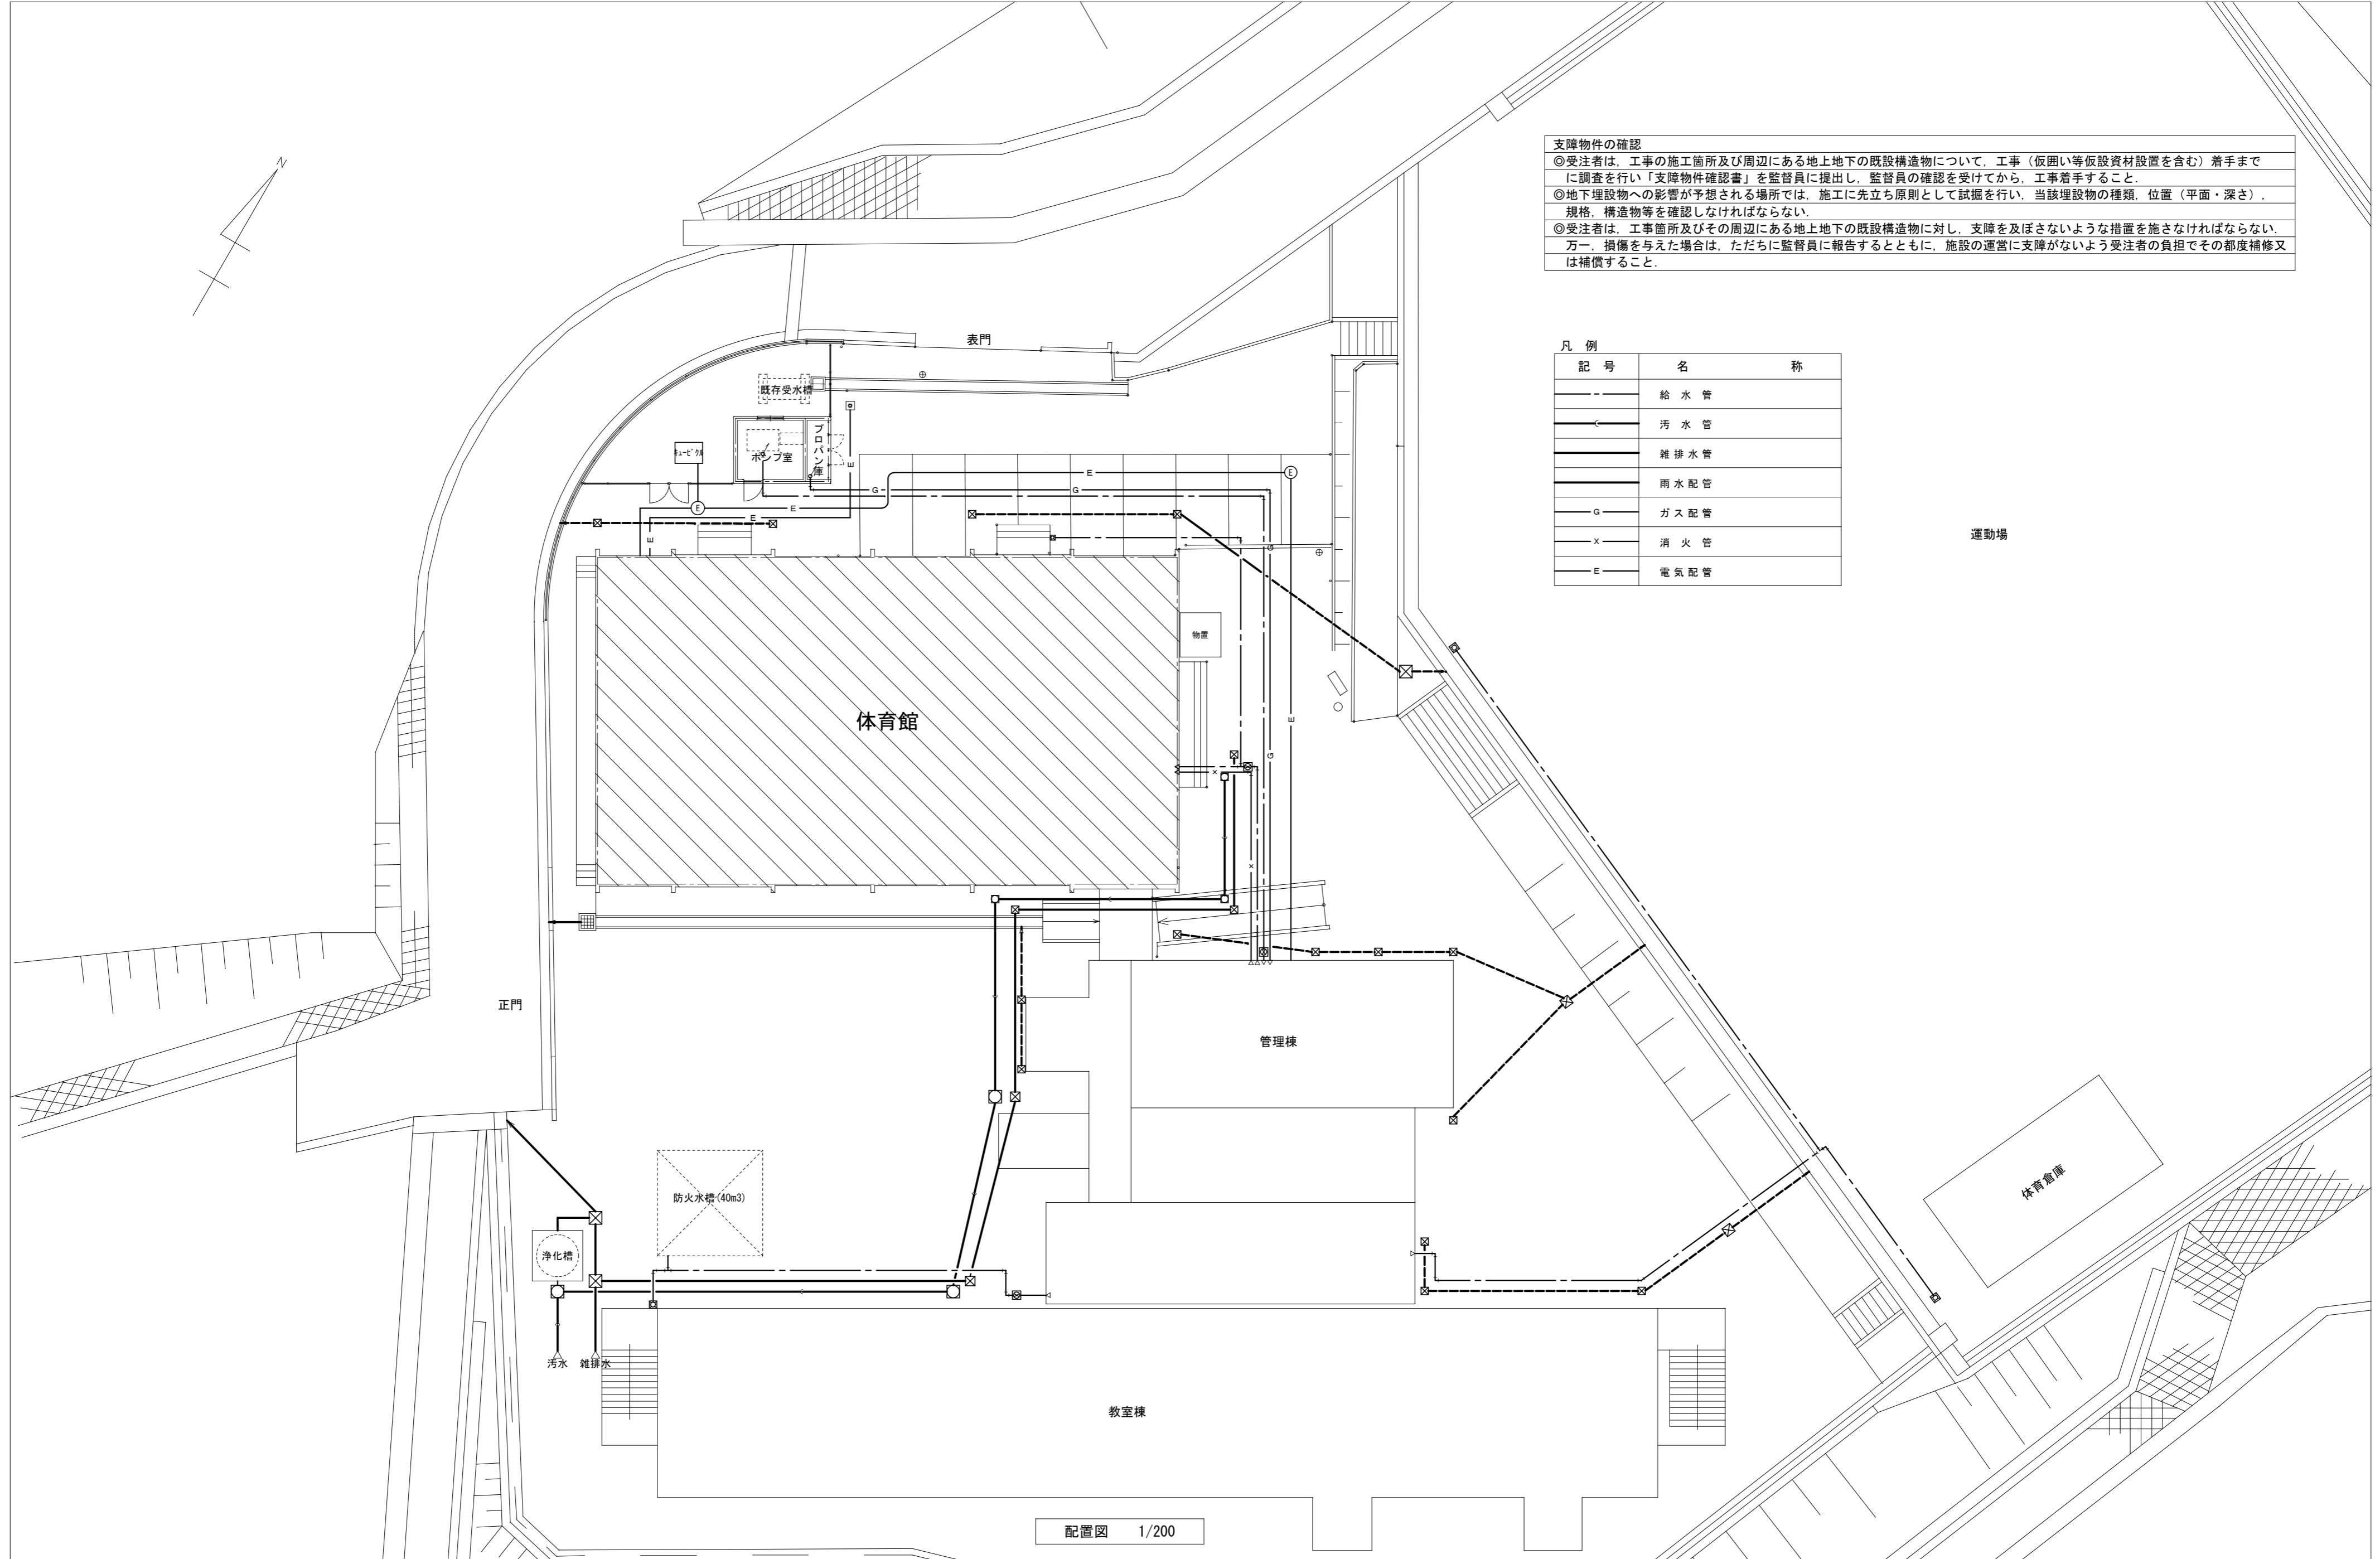 N
支障物件の確認
◎受注者は，工事の施工箇所及び周辺にある地上地下の既設構造物について，工事（仮囲い等仮設資材設置を含む）着手まで
に調査を行い「支障物件確認書」を監督員に提出し，監督員の確認を受けてから，工事着手すること．
◎地下埋設物への影響が予想される場所では，施工に先立ち原則として試掘を行い，当該埋設物の種類，位置（平面・深さ），
規格，構造物等を確認しなければならない．
◎受注者は，工事箇所及びその周辺にある地上地下の既設構造物に対し，支障を及ぼさないような措置を施さなければならない．
万一，損傷を与えた場合は，ただちに監督員に報告するとともに，施設の運営に支障がないよう受注者の負担でその都度補修又
は補償すること．
凡 例
記 号 名 称
給 水 管
汚 水 管
雑 排 水 管
雨 水 配 管
G ガ ス 配 管
X 消 火 管
E 電 気 配 管
表門
既存受水槽
キュービクル
ポンプ室
プロパン庫
E
E
E
E
E
E
G
G
E
G
運動場
物置
体育館
E
G
X
X
正門
管理棟
防火水槽(40m3)
体育倉庫
浄化槽
汚水 雑排水
教室棟
配置図 1/200